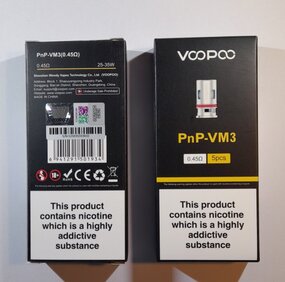 PnP-VM3(0.45Ω)
0.45Ω 25-35W
Shenzhen Woody Vapes Technology Co., Ltd. (VOOPOO)
18+
6941291501934
This product
contains nicotine
which is a highly
addictive
substance
VOOPOO
PnP-VM3
0.45Ω 5pcs
This product
contains nicotine
which is a highly
addictive
substance